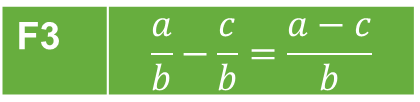 F3 a/b − c/b = (a − c)/b